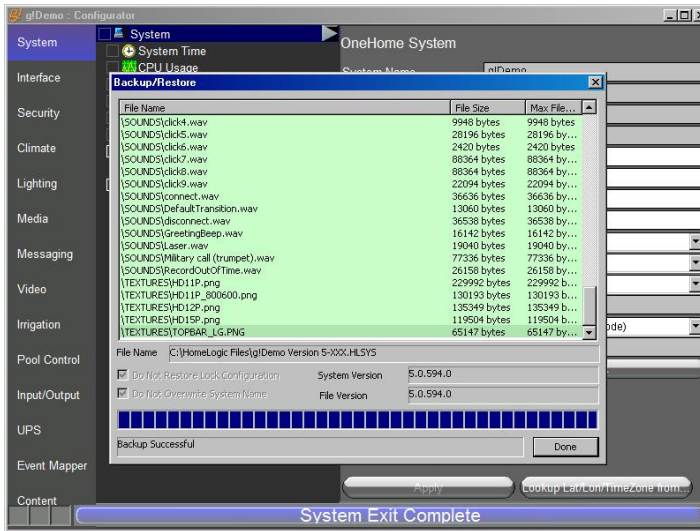 g!Demo : Configurator
System
Interface
Security
Climate
Lighting
Media
Messaging
Video
Irrigation
Pool Control
Input/Output
UPS
Event Mapper
Content
System
System Time
CPU Usage
OneHome System
System Name
g!Demo
Backup/Restore
File Name File Size Max File...
\SOUNDS\click4.wav 9948 bytes 9948 bytes
\SOUNDS\click5.wav 28196 bytes 28196 by...
\SOUNDS\click6.wav 2420 bytes 2420 bytes
\SOUNDS\click7.wav 88364 bytes 88364 by...
\SOUNDS\click8.wav 88364 bytes 88364 by...
\SOUNDS\click9.wav 22094 bytes 22094 by...
\SOUNDS\connect.wav 36636 bytes 36636 by...
\SOUNDS\DefaultTransition.wav 13060 bytes 13060 by...
\SOUNDS\disconnect.wav 36538 bytes 36538 by...
\SOUNDS\GreetingBeep.wav 16142 bytes 16142 by...
\SOUNDS\Laser.wav 19040 bytes 19040 by...
\SOUNDS\Military call (trumpet).wav 77336 bytes 77336 by...
\SOUNDS\RecordOutOfTime.wav 26158 bytes 26158 by...
\TEXTURES\HD11P.png 229992 bytes 229992 b...
\TEXTURES\HD11P_800600.png 130193 bytes 130193 b...
\TEXTURES\HD12P.png 135349 bytes 135349 b...
\TEXTURES\HD15P.png 119504 bytes 119504 b...
\TEXTURES\TOPBAR_LG.PNG 65147 bytes 65147 by...
File Name C:\HomeLogic Files\g!Demo Version 5-XXX.HLSYS
Do Not Restore Lock Configuration System Version 5.0.594.0
Do Not Overwrite System Name File Version 5.0.594.0
Backup Successful Done
ode)
Apply Lookup Lat/Lon/TimeZone from...
System Exit Complete